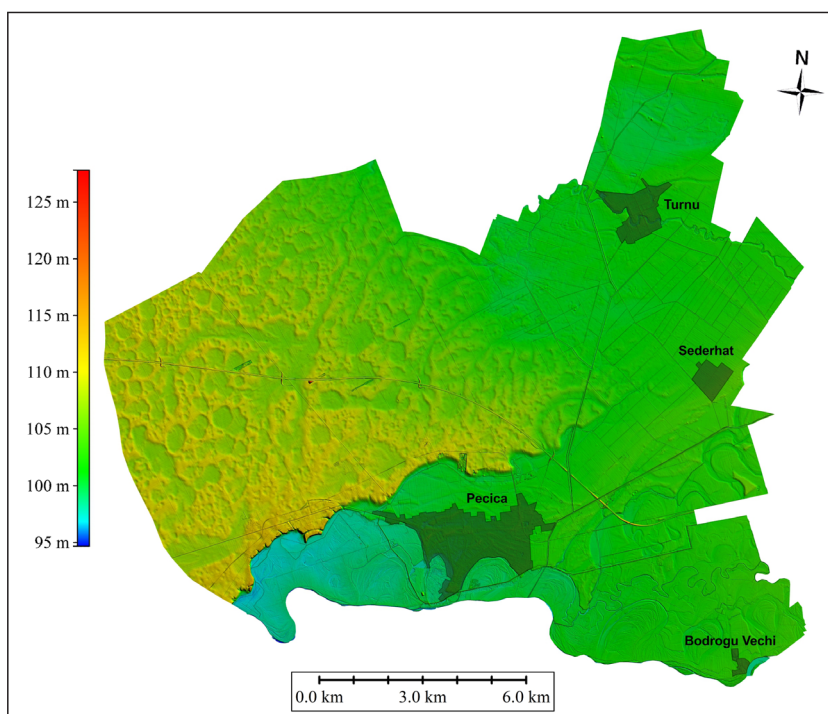 N
Turnu
125 m
120 m
115 m
110 m
105 m
100 m
95 m
Sederhat
Pecica
Bodrogu Vechi
0.0 km 3.0 km 6.0 km